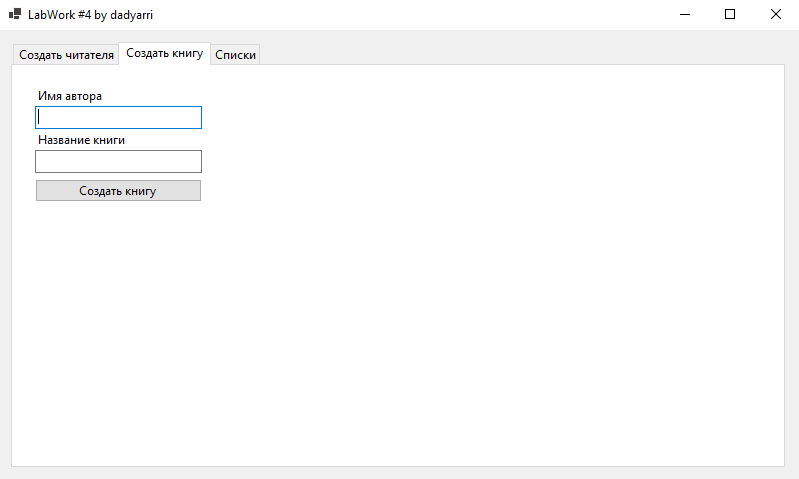 LabWork #4 by dadyarri
Создать читателя Создать книгу Списки
Имя автора
Название книги
Создать книгу